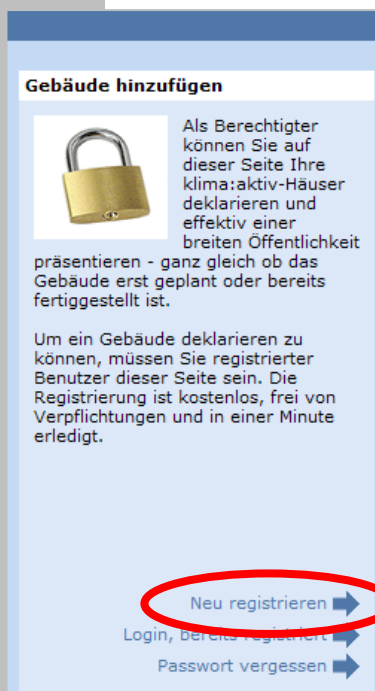 Gebäude hinzufügen
Als Berechtigter
können Sie auf
dieser Seite Ihre
klima:aktiv-Häuser
deklarieren und
effektiv einer
breiten Öffentlichkeit
präsentieren - ganz gleich ob das
Gebäude erst geplant oder bereits
fertiggestellt ist.
Um ein Gebäude deklarieren zu
können, müssen Sie registrierter
Benutzer dieser Seite sein. Die
Registrierung ist kostenlos, frei von
Verpflichtungen und in einer Minute
erledigt.
Neu registrieren
Login, bereits registriert
Passwort vergessen